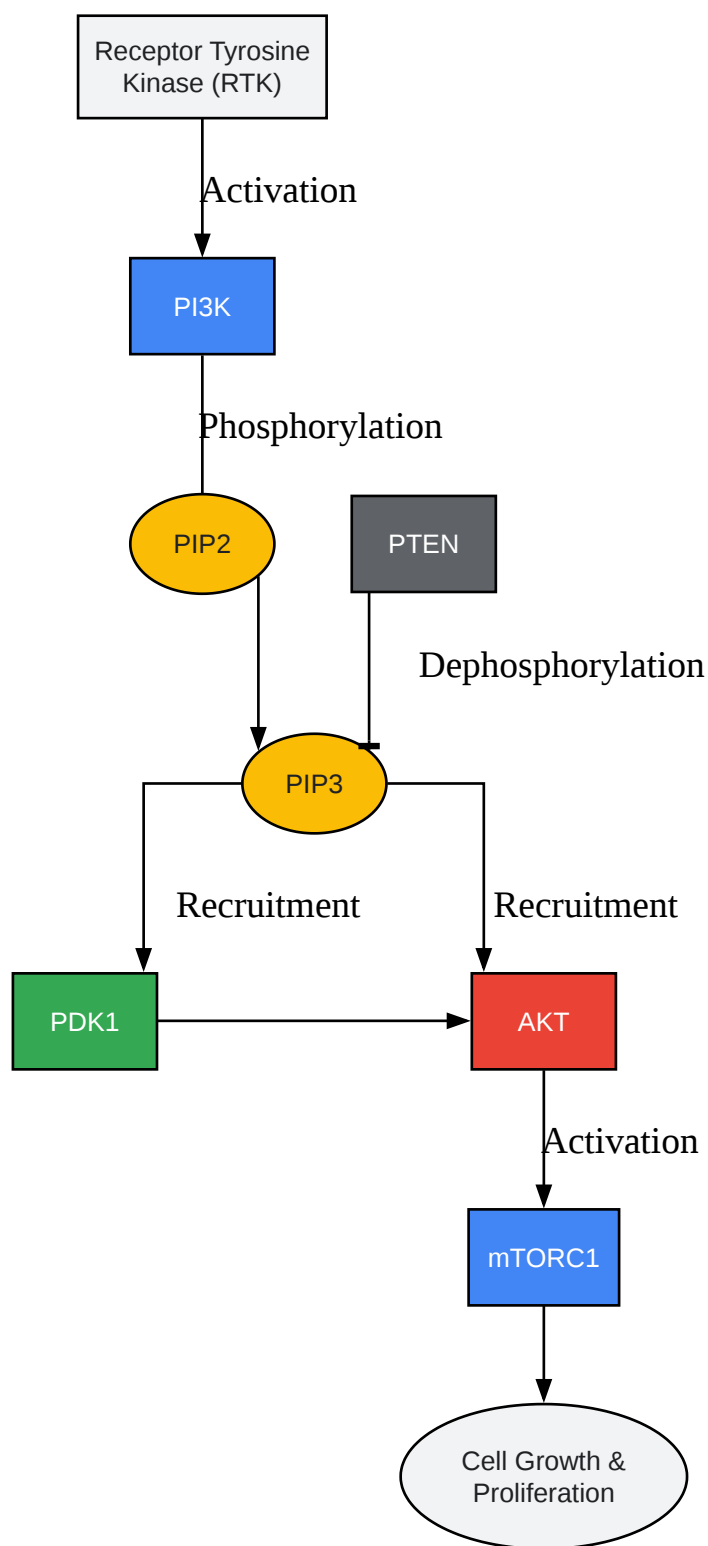 Receptor Tyrosine
Kinase (RTK)
Activation
PI3K
Phosphorylation
PIP2
PTEN
Dephosphorylation
PIP3
Recruitment
Recruitment
PDK1
AKT
Activation
mTORC1
Cell Growth &
Proliferation